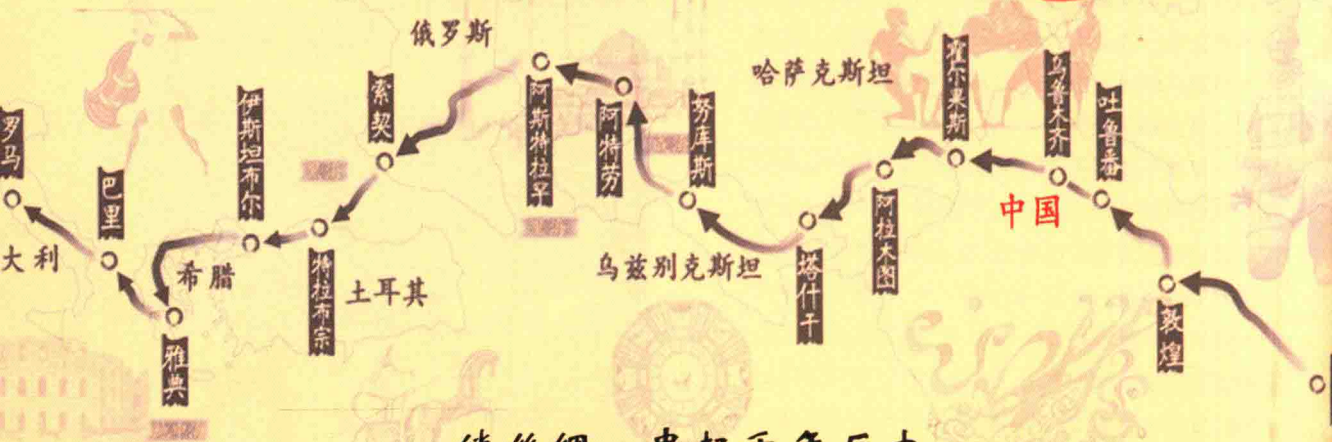 俄罗斯
哈萨克斯坦
霍尔果斯
乌鲁木齐
吐鲁番
索契
阿斯特拉罕
阿特劳
努库斯
伊斯坦布尔
罗马
巴里
阿拉木图
中国
大利
希腊
土耳其
特拉布宗
乌兹别克斯坦
塔什干
敦煌
雅典